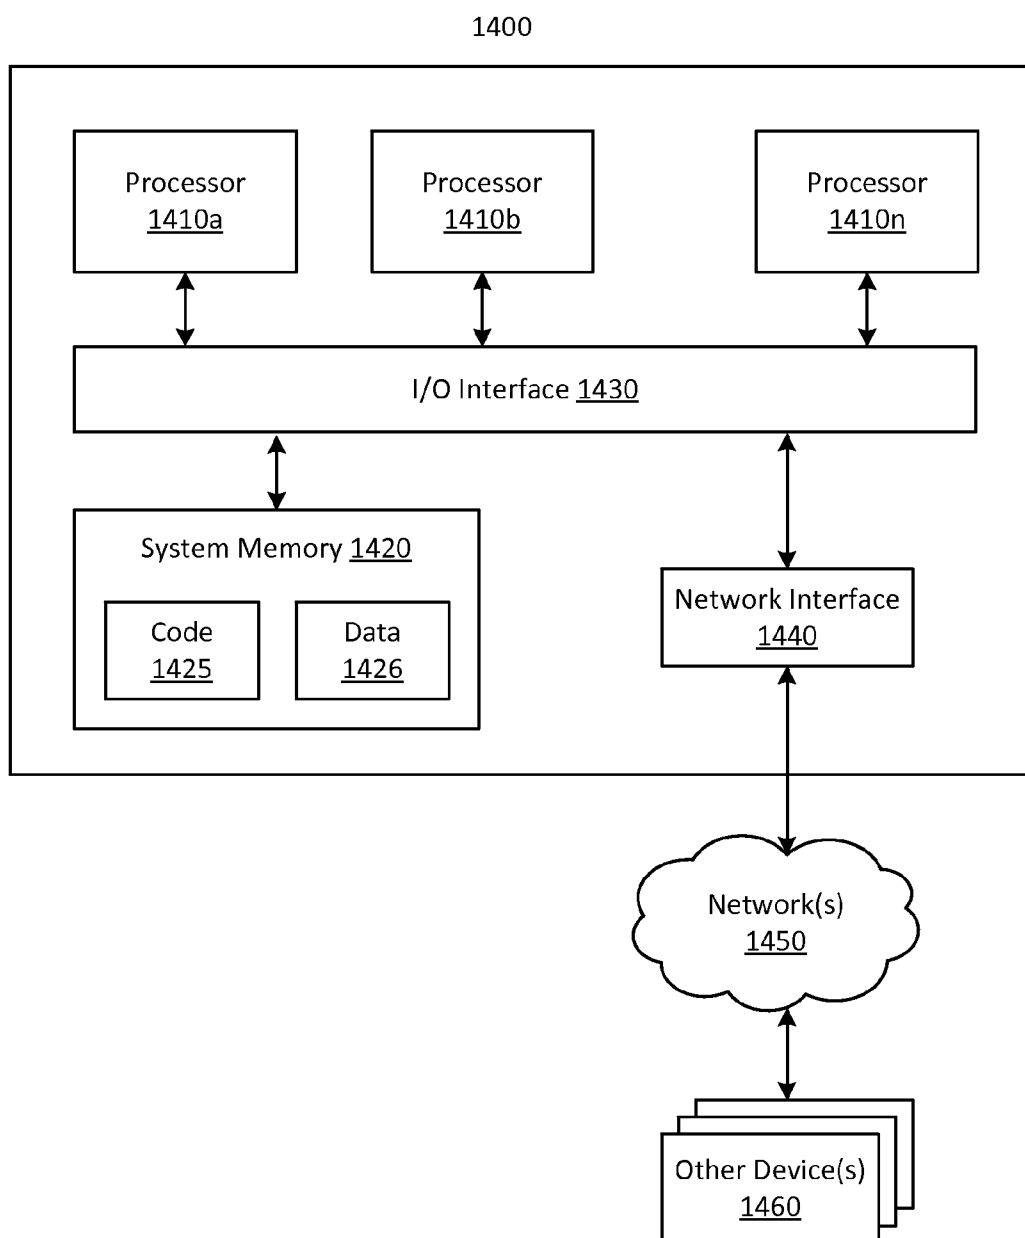 1400
Processor
1410a
Processor
1410b
Processor
1410n
I/O Interface 1430
System Memory 1420
Code
1425
Data
1426
Network Interface
1440
Network(s)
1450
Other Device(s)
1460